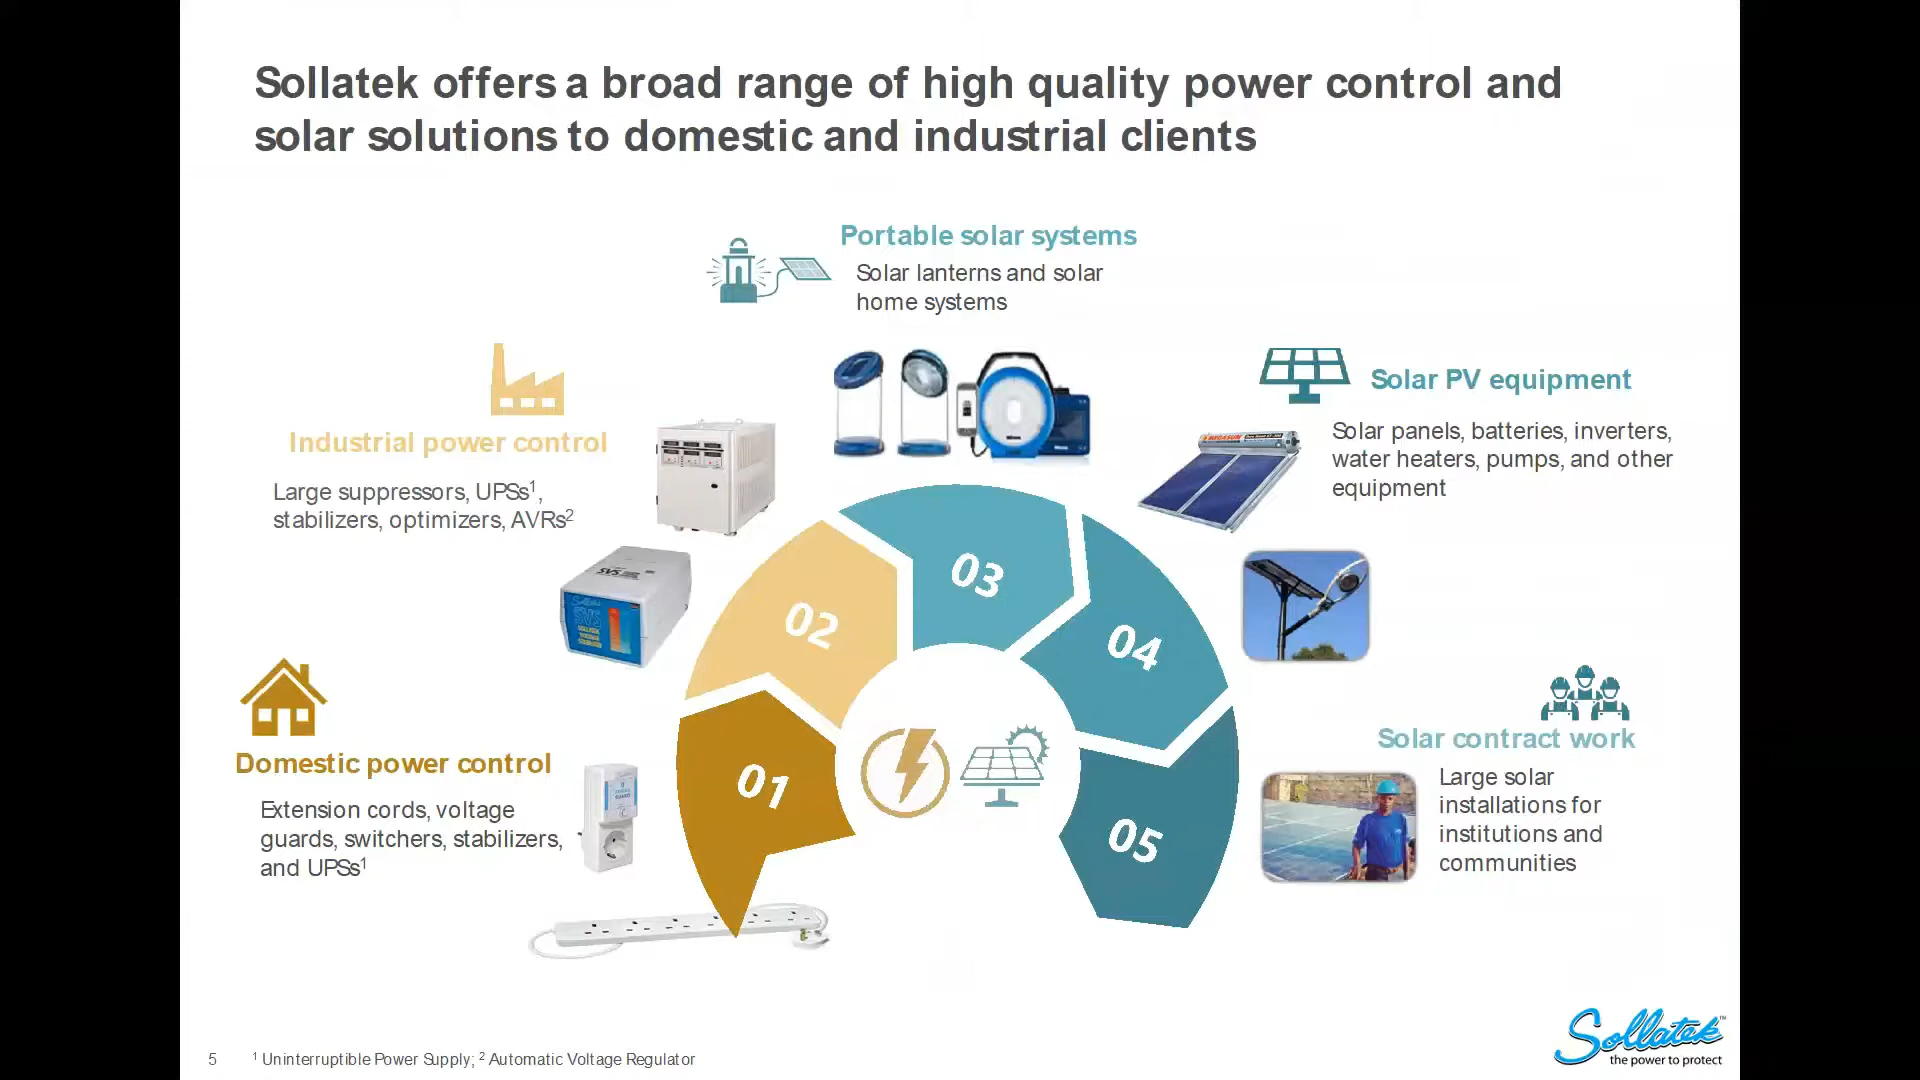 Sollatek offers a broad range of high quality power control and
solar solutions to domestic and industrial clients
Portable solar systems
Solar lanterns and solar
home systems
Industrial power control
Large suppressors, UPSs¹,
stabilizers, optimizers, AVRs²
Solar PV equipment
Solar panels, batteries, inverters,
water heaters, pumps, and other
equipment
MEGASUN
SVS
Sollatek
SVS
03
02
04
01
05
Domestic power control
Extension cords, voltage
guards, switchers, stabilizers,
and UPSs¹
Solar contract work
Large solar
installations for
institutions and
communities
5
¹ Uninterruptible Power Supply; ² Automatic Voltage Regulator
Sollatek™
the power to protect